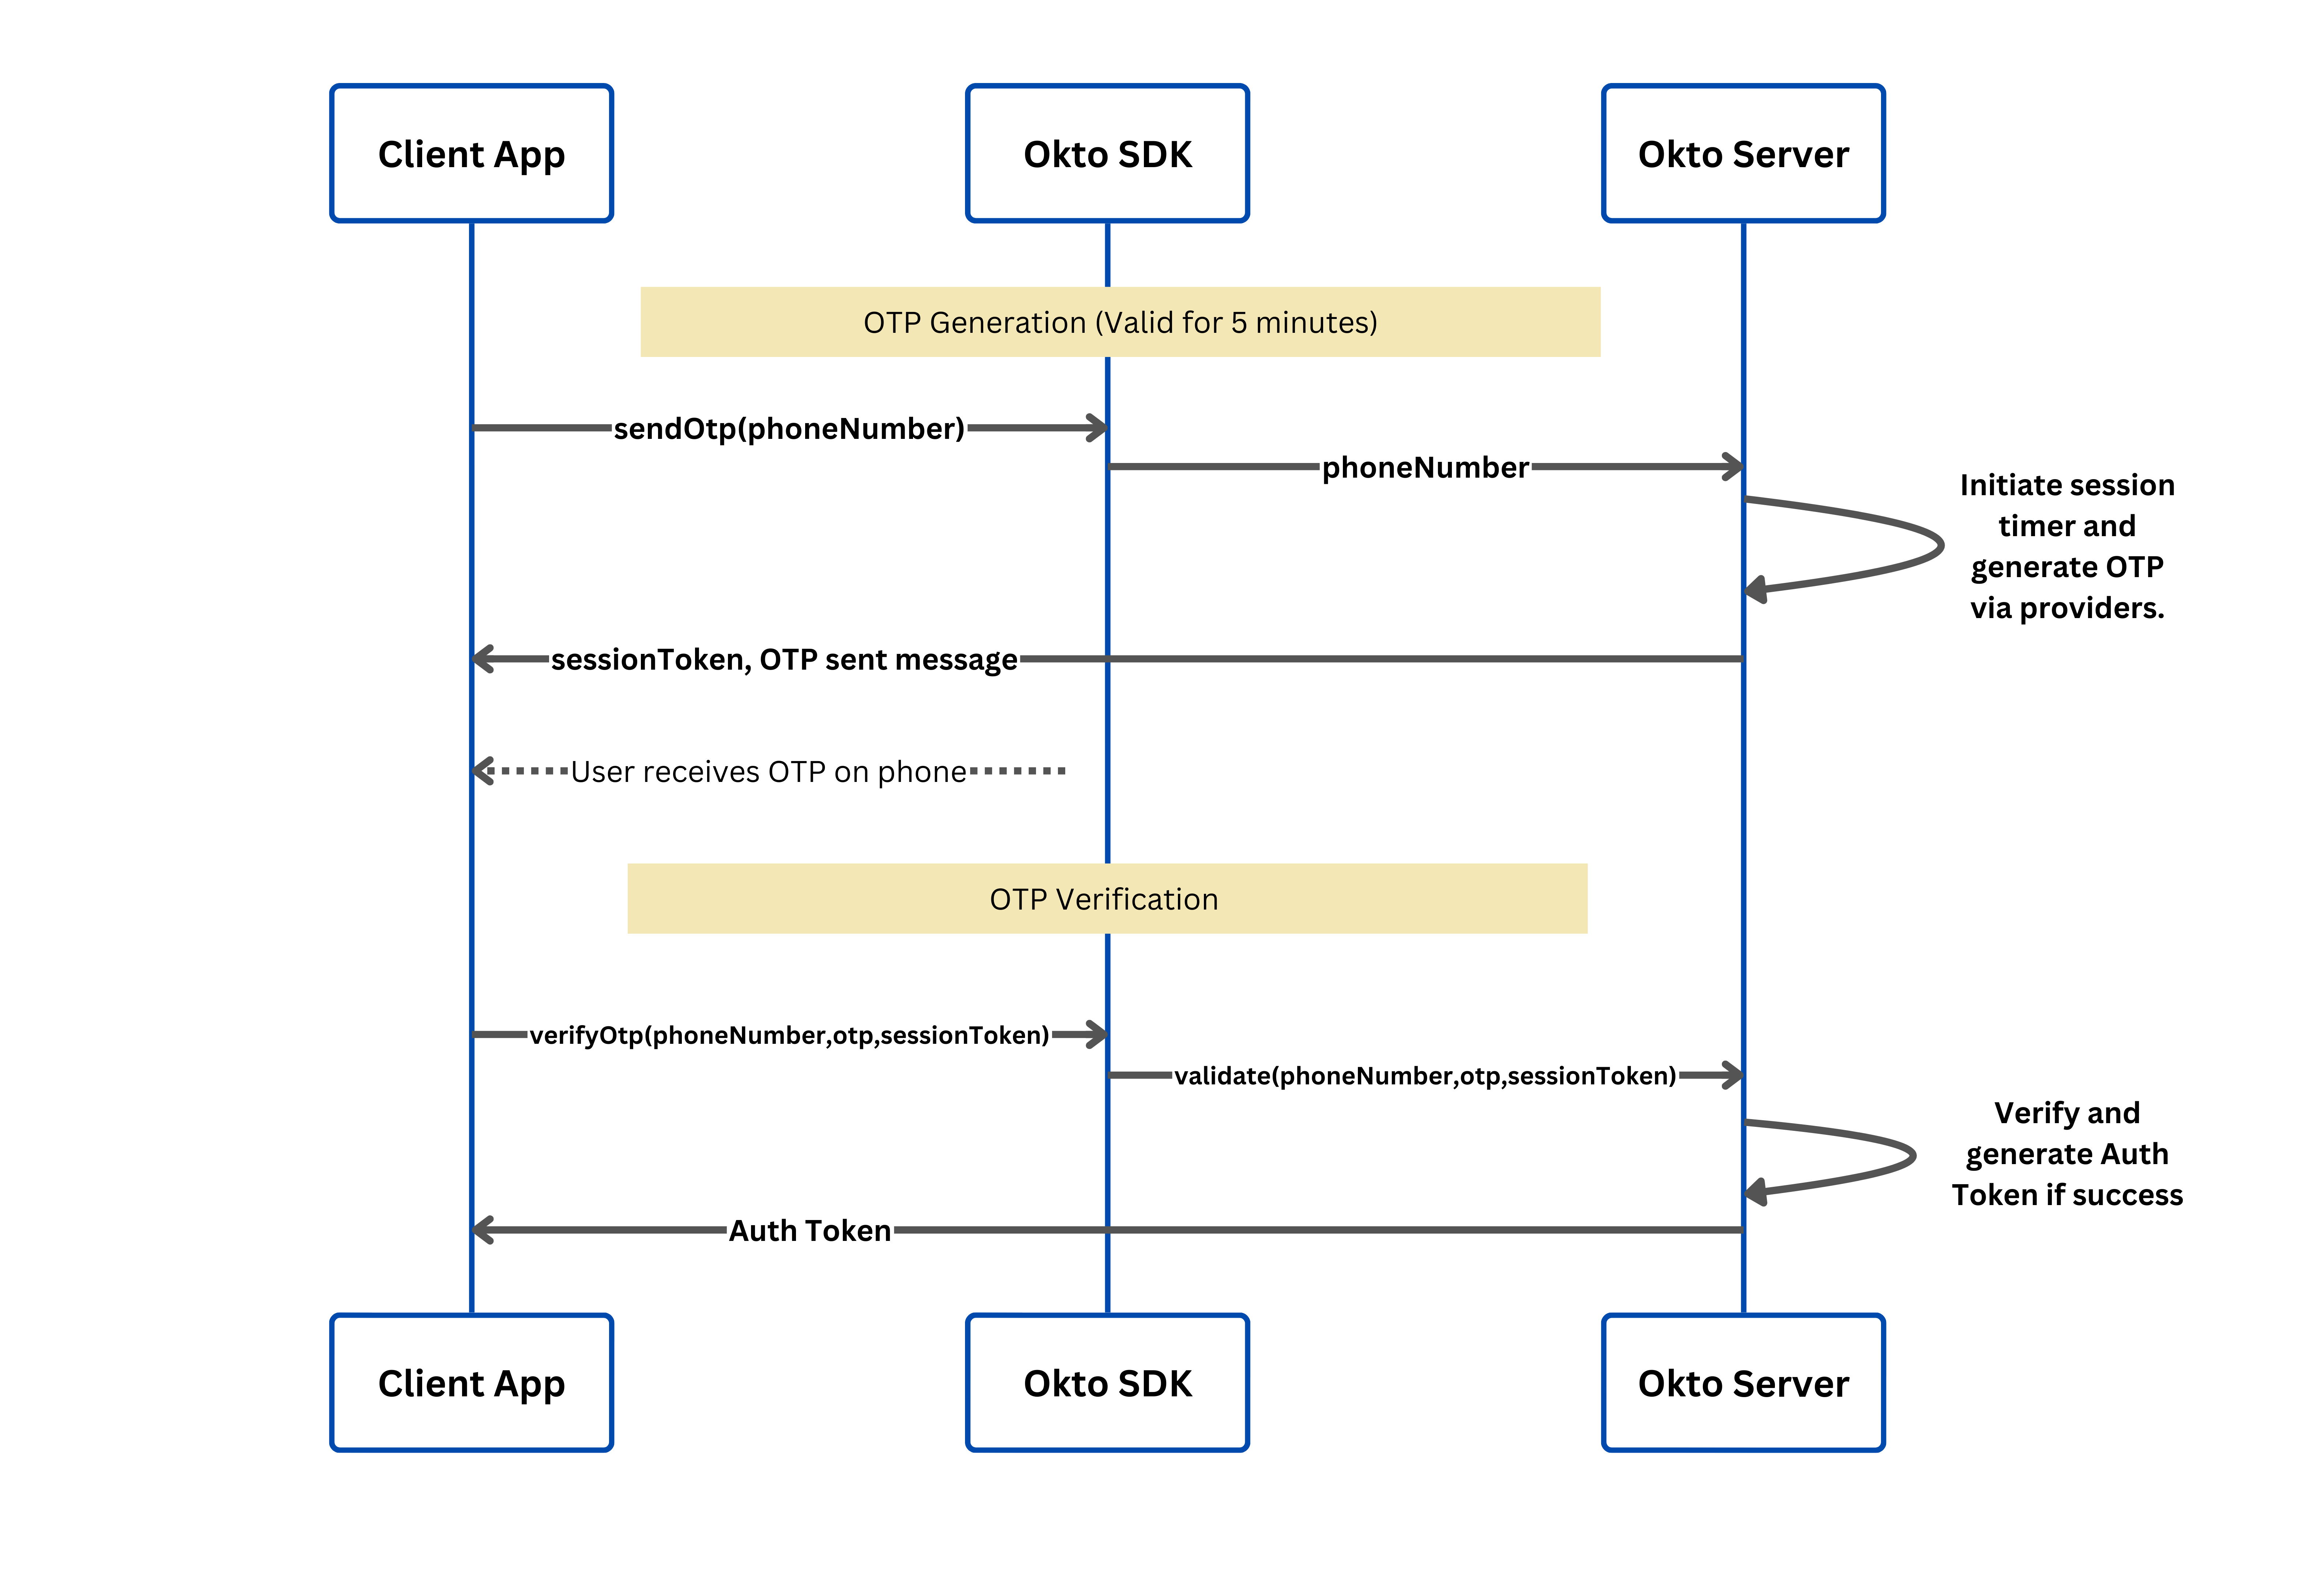 Client App
Okto SDK
Okto Server
OTP Generation (Valid for 5 minutes)
sendOtp(phoneNumber)
phoneNumber
Initiate session
timer and
generate OTP
via providers.
sessionToken, OTP sent message
User receives OTP on phone
OTP Verification
verifyOtp(phoneNumber,otp,sessionToken)
validate(phoneNumber,otp,sessionToken)
Verify and
generate Auth
Token if success
Auth Token
Client App
Okto SDK
Okto Server